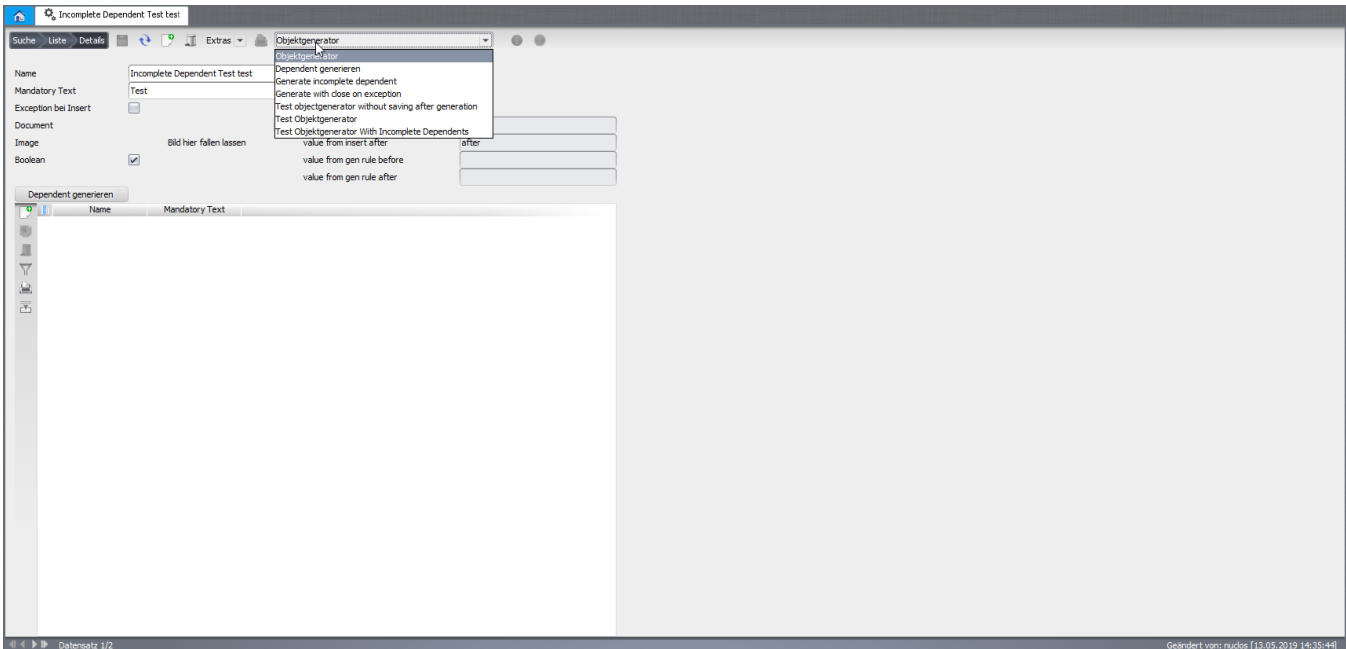 Incomplete Dependent Test test
Suche Liste Details Extras Objektgenerator
Objektgenerator
Dependent generieren
Generate incomplete dependent
Generate with close on exception
Test objectgenerator without saving after generation
Test Objektgenerator
Test Objektgenerator With Incomplete Dependents
Name Incomplete Dependent Test test
Mandatory Text Test
Exception bei Insert
Document
Image Bild hier fallen lassen value from insert after after
Boolean value from gen rule before
value from gen rule after
Dependent generieren
Name Mandatory Text
Datensatz 1/2 Geändert von: nuclos [13.05.2019 14:35:44]